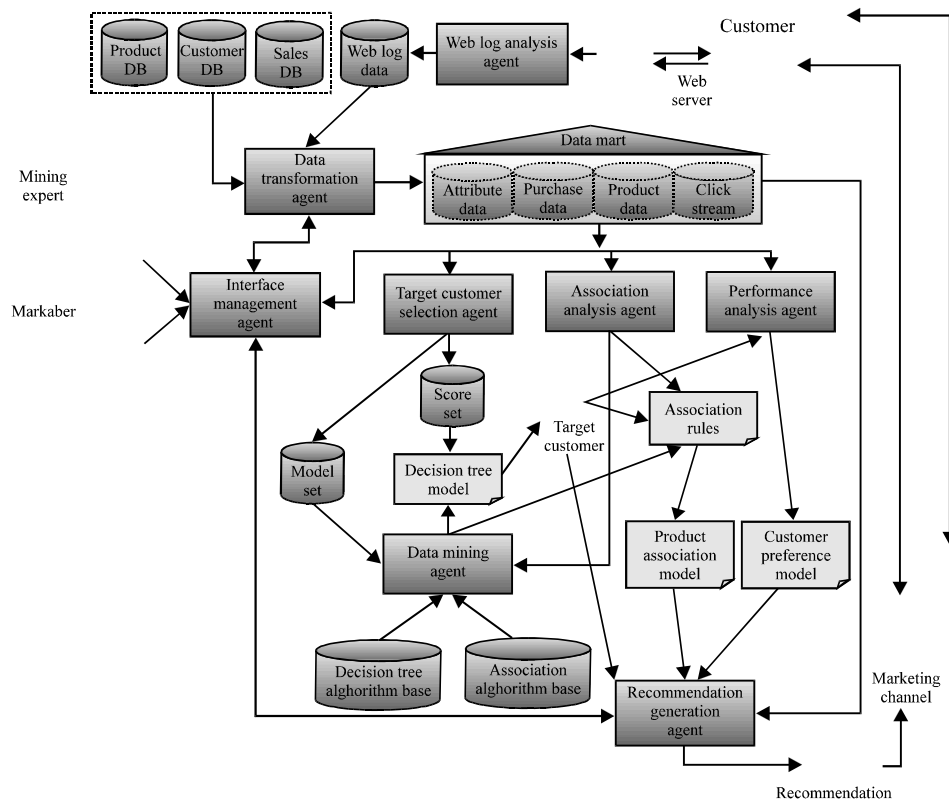 Customer
Product
DB
Customer
DB
Sales
DB
Web log
data
Web log analysis
agent
Web
server
Data mart
Data
transformation
agent
Mining
expert
Attribute
data
Purchase
data
Product
data
Click
stream
Markaber
Interface
management
agent
Target customer
selection agent
Association
analysis agent
Performance
analysis agent
Score
set
Association
rules
Target
customer
Model
set
Decision tree
model
Product
association
model
Customer
preference
model
Data mining
agent
Decision tree
alghorithm base
Association
alghorithm base
Recommendation
generation
agent
Marketing
channel
Recommendation